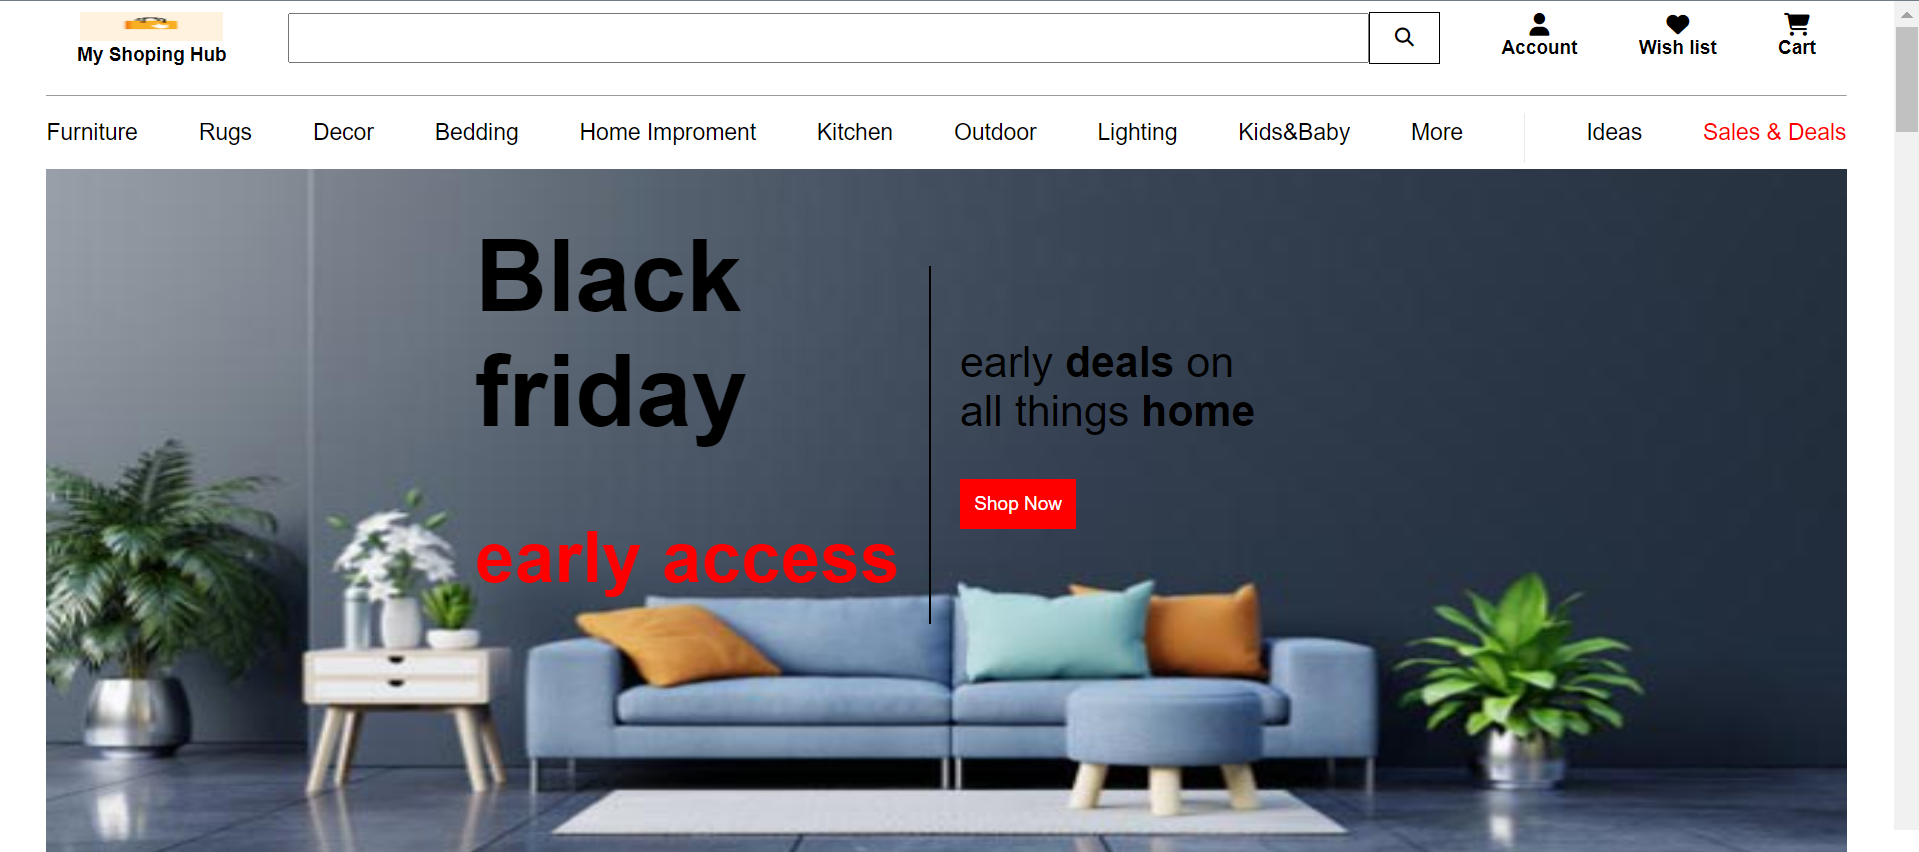 My Shoping Hub
Account
Wish list
Cart
Furniture
Rugs
Decor
Bedding
Home Improment
Kitchen
Outdoor
Lighting
Kids&Baby
More
Ideas
Sales & Deals
Black
friday
early access
early deals on
all things home
Shop Now